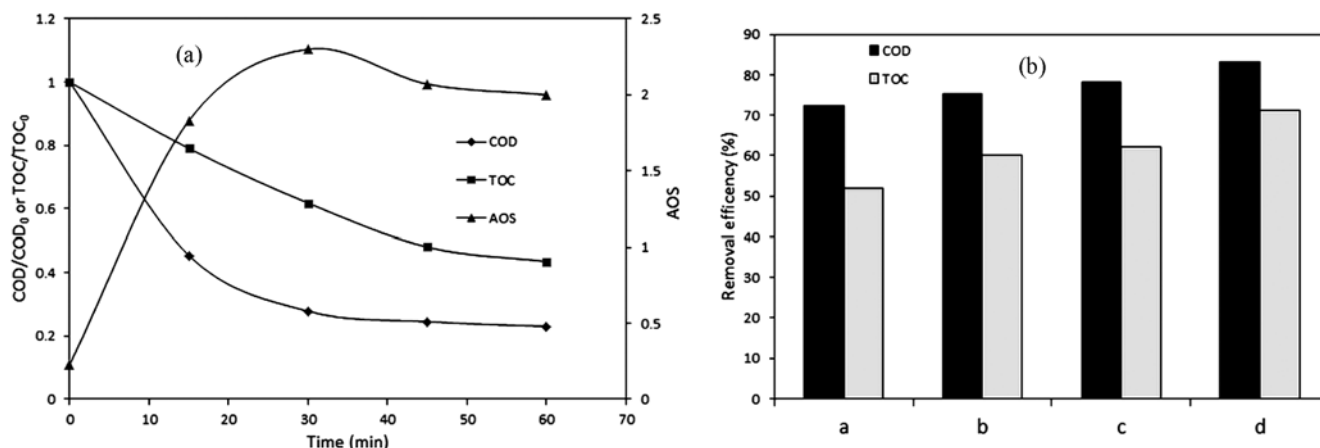 (a)
COD/COD₀ or TOC/TOC₀
1.2
1
0.8
0.6
0.4
0.2
0
COD
TOC
AOS
2.5
2
1.5
1
0.5
0
AOS
0 10 20 30 40 50 60 70
Time (min)
(b)
COD
TOC
Removal efficency (%)
90
80
70
60
50
40
30
20
10
0
a b c d